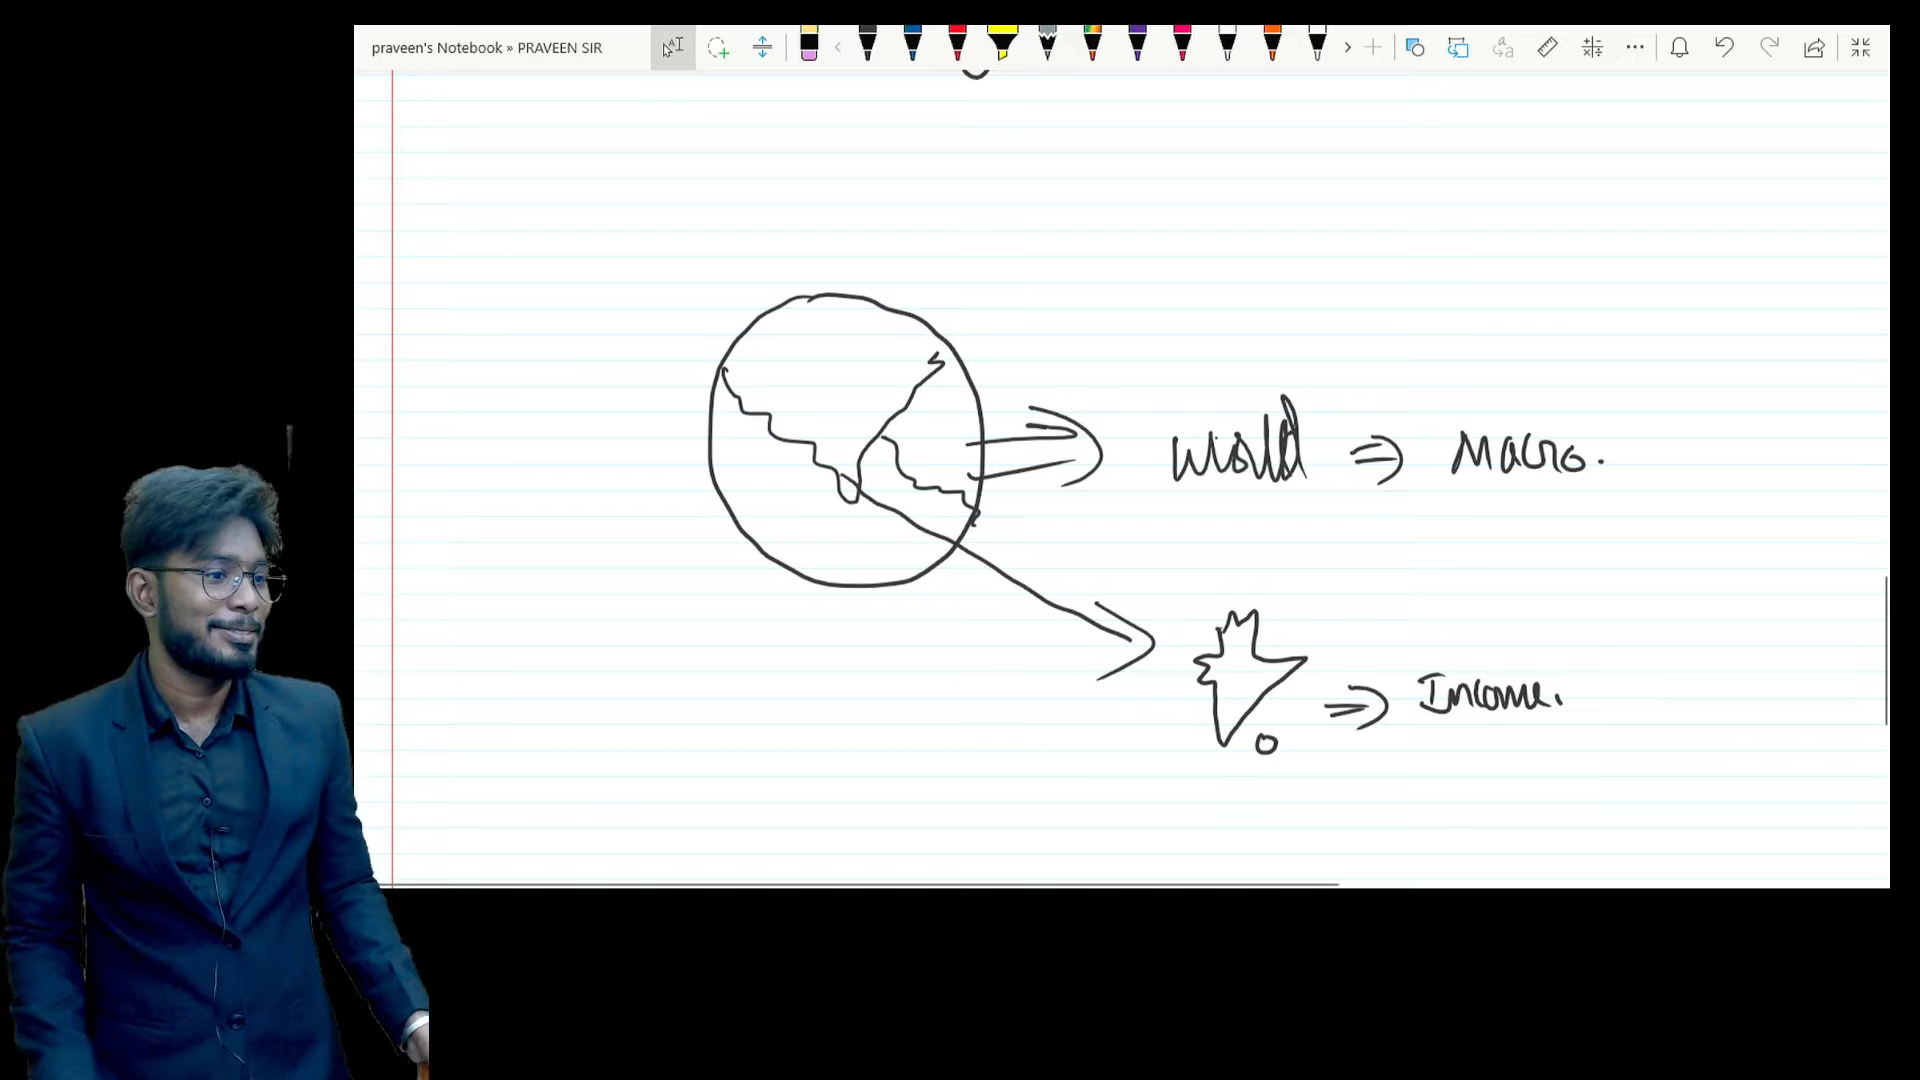 praveen's Notebook » PRAVEEN SIR
World ⇒ Macro.
⇒ Income.